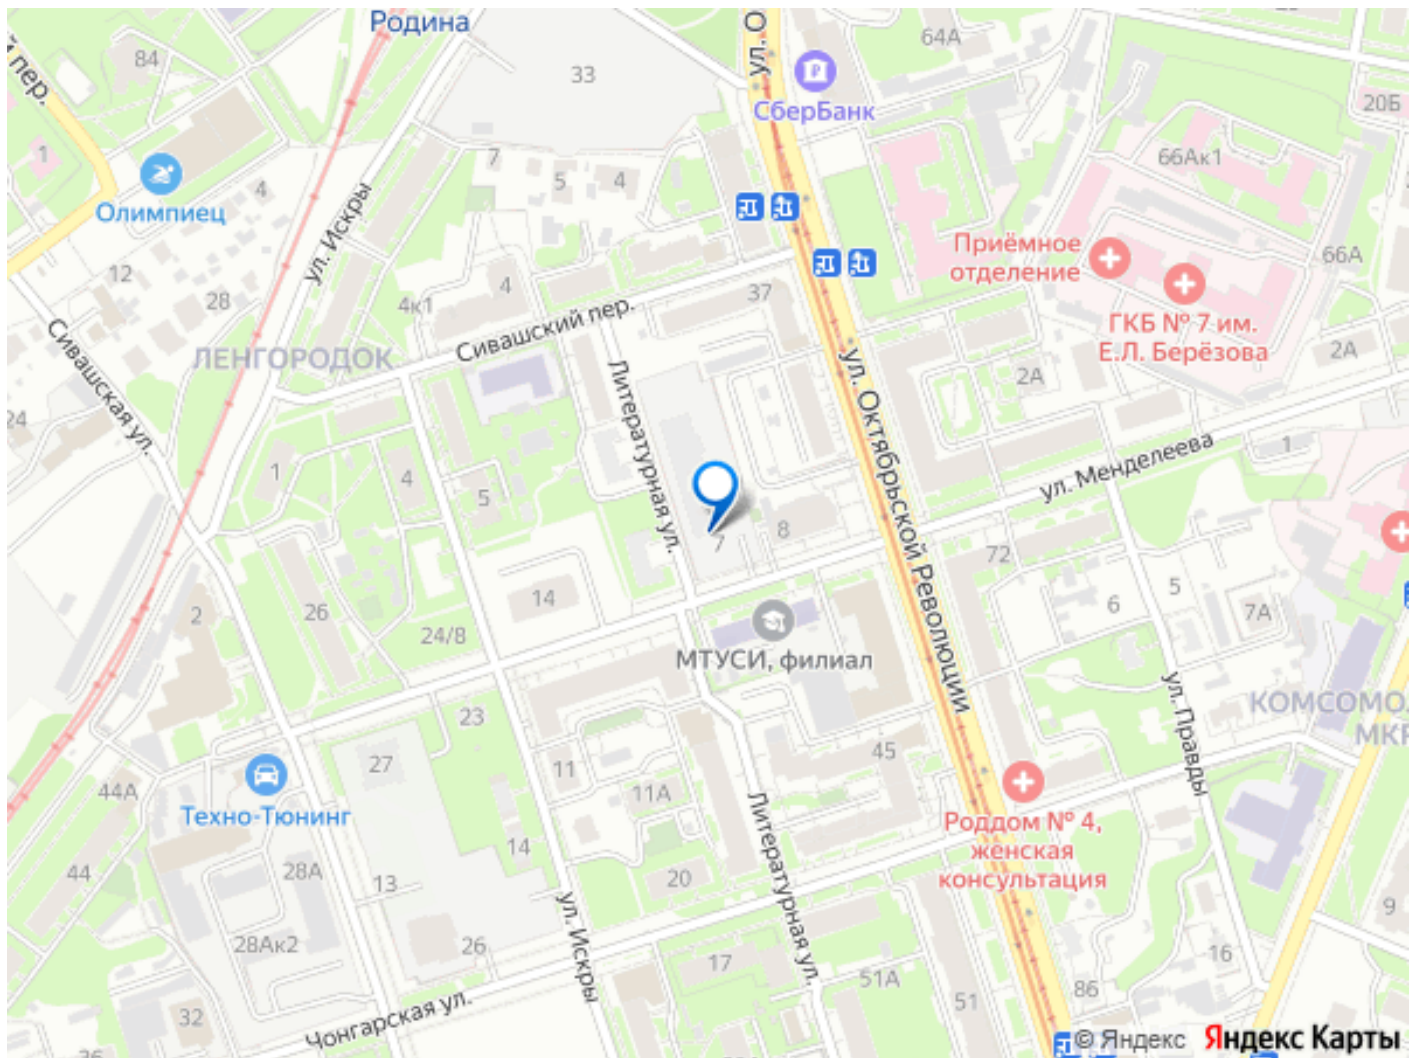 Родина
ул. О
64А
84
33
СберБанк
20Б
й пер.
1
7
66Ак1
5
4
4
Олимпиец
ул. Искры
Приёмное
отделение
66А
12
28
4
4к1
37
ГКБ № 7 им.
Е.Л. Берёзова
Сивашский пер.
ЛЕНГОРОДОК
2А
2А
Сивашская ул.
24
Литературная ул.
ул. Октябрьской Революции
ул. Менделеева
1
1
4
5
8
7
72
5
6
7А
14
2
26
24/8
МТУСИ, филиал
ул. Правды
КОМСОМОЛ
МКР
23
45
27
11
11А
44А
Техно-Тюнинг
Литературная ул.
Роддом № 4,
женская
консультация
14
44
28А
13
20
9
ул. Искры
28Ак2
26
17
51А
16
51
86
32
Чонгарская ул.
36
© Яндекс Яндекс Карты